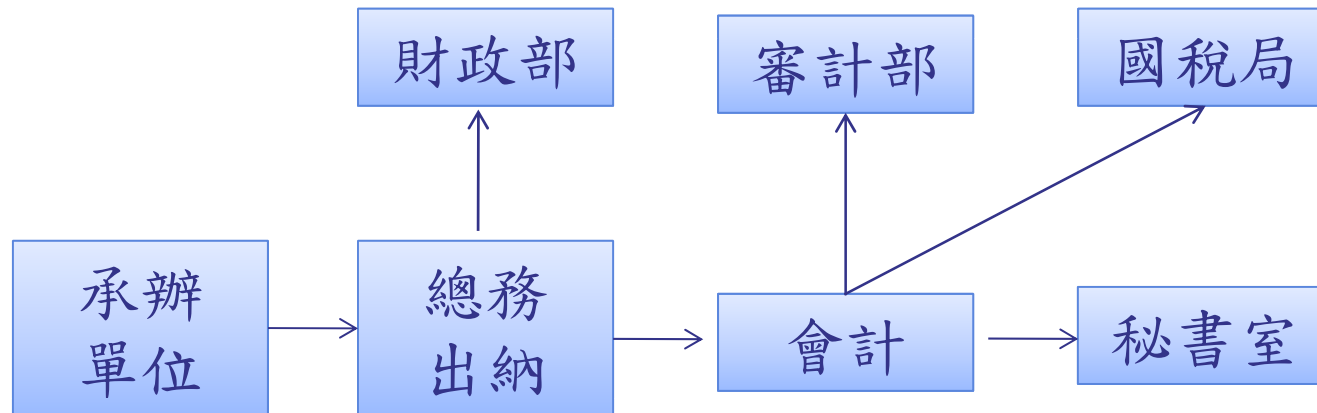 財政部
審計部
國稅局
承辦
單位
總務
出納
會計
秘書室